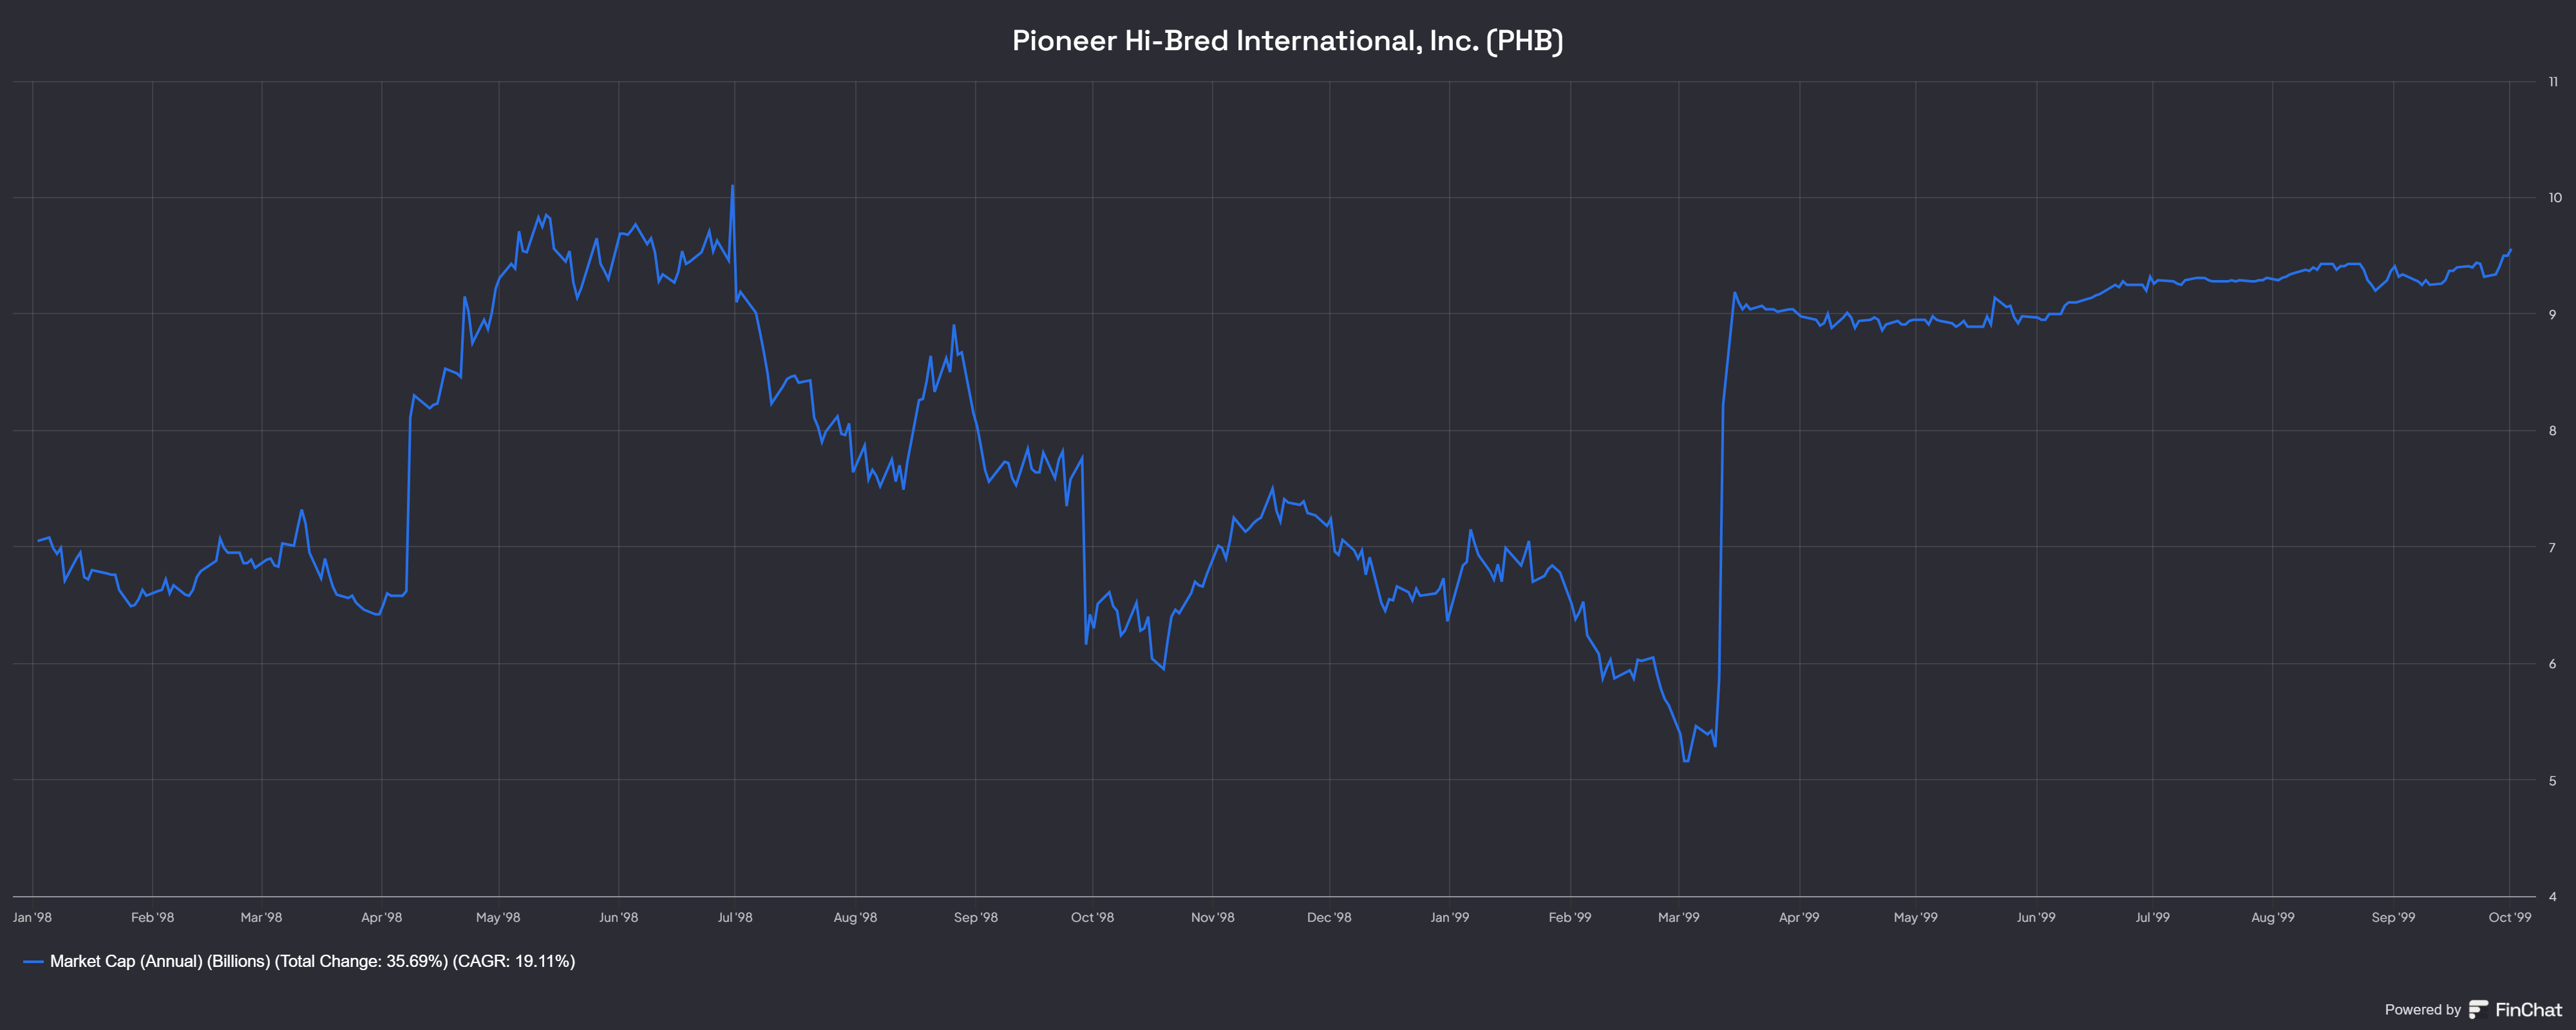 Pioneer Hi-Bred International, Inc. (PHB)
11
10
9
8
7
6
5
4
Jan '98 Feb '98 Mar '98 Apr '98 May '98 Jun '98 Jul '98 Aug '98 Sep '98 Oct '98 Nov '98 Dec '98 Jan '99 Feb '99 Mar '99 Apr '99 May '99 Jun '99 Jul '99 Aug '99 Sep '99 Oct '99
Market Cap (Annual) (Billions) (Total Change: 35.69%) (CAGR: 19.11%)
Powered by FinChat